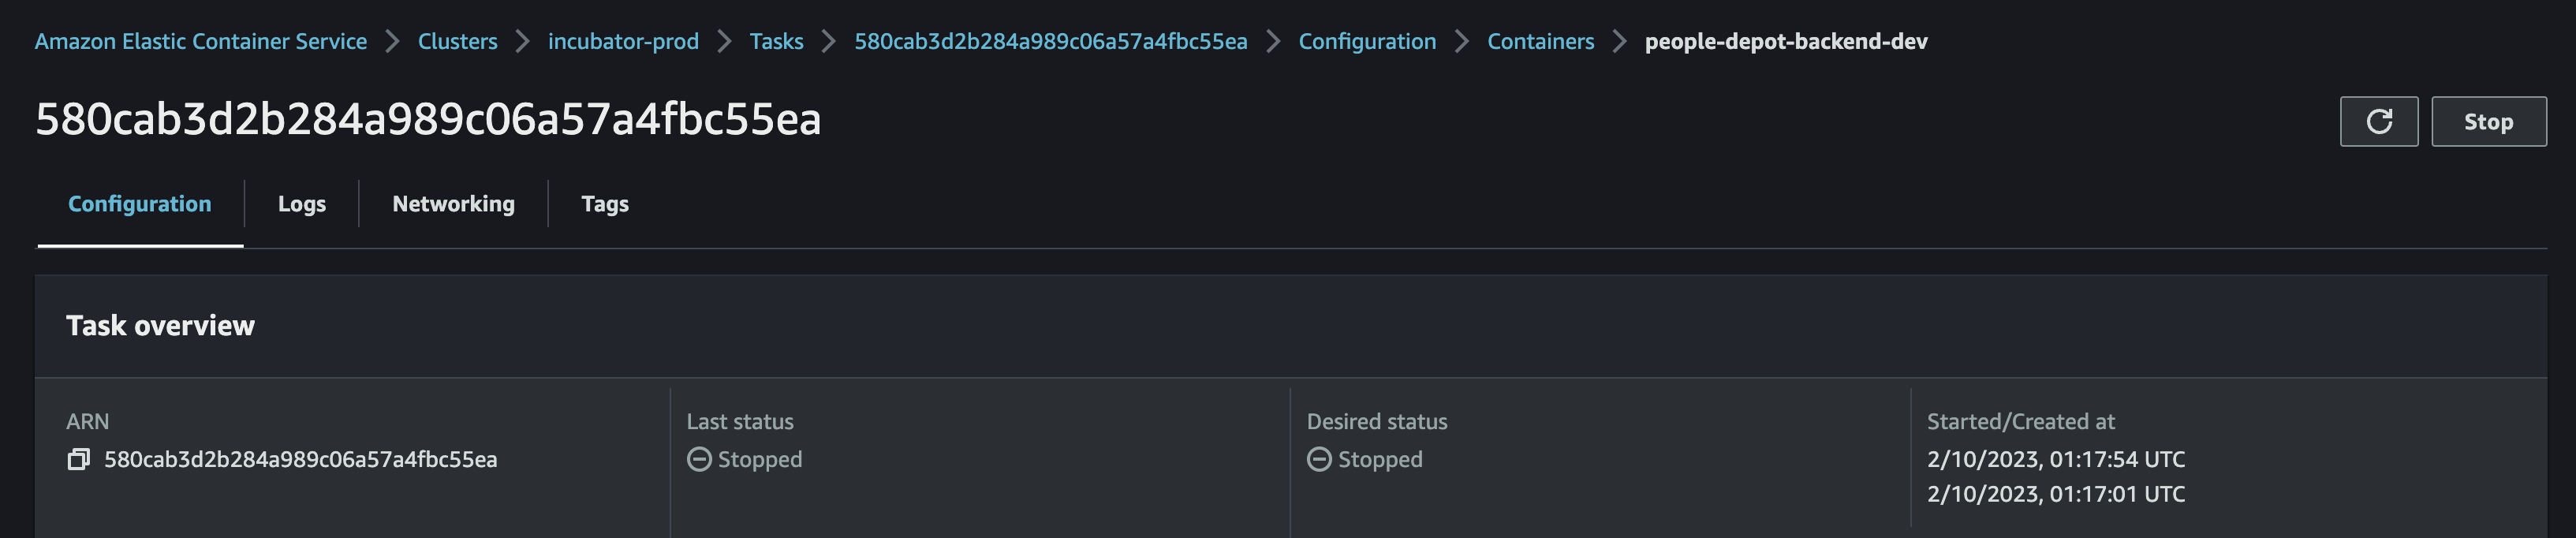 Amazon Elastic Container Service > Clusters > incubator-prod > Tasks > 580cab3d2b284a989c06a57a4fbc55ea > Configuration > Containers > people-depot-backend-dev
580cab3d2b284a989c06a57a4fbc55ea
Stop
Configuration Logs Networking Tags
Task overview
ARN
580cab3d2b284a989c06a57a4fbc55ea
Last status
Stopped
Desired status
Stopped
Started/Created at
2/10/2023, 01:17:54 UTC
2/10/2023, 01:17:01 UTC